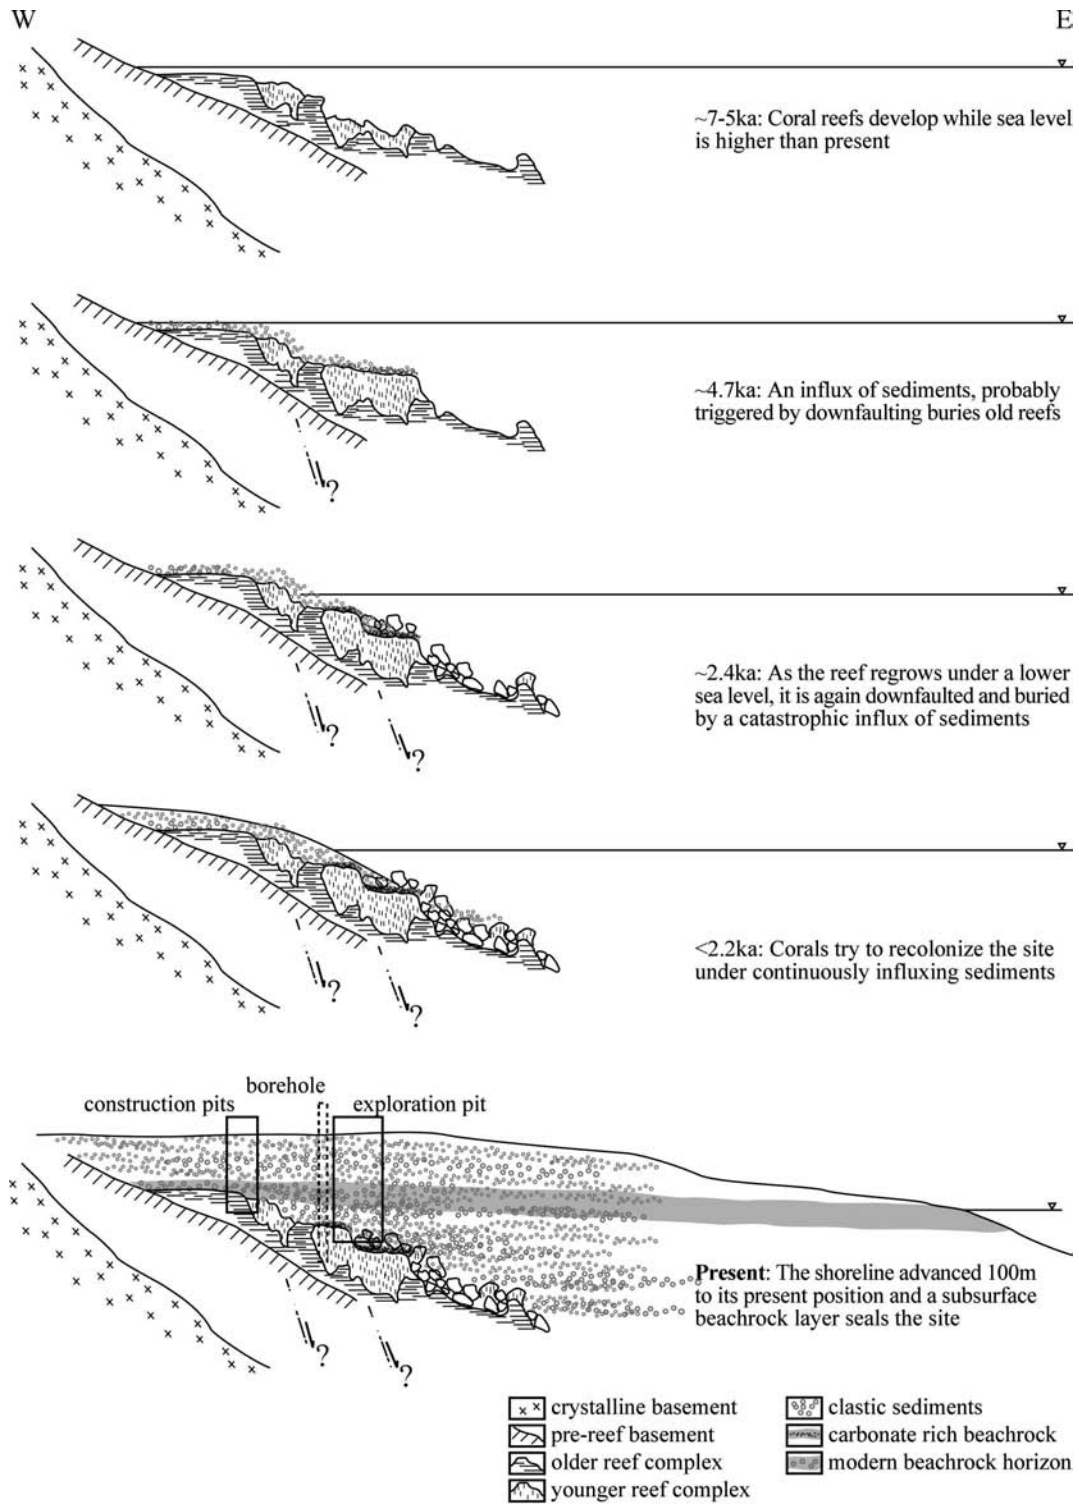 W
E
~7-5ka: Coral reefs develop while sea level
is higher than present
~4.7ka: An influx of sediments, probably
triggered by downfaulting buries old reefs
?
~2.4ka: As the reef regrows under a lower
sea level, it is again downfaulted and buried
by a catastrophic influx of sediments
?
?
<2.2ka: Corals try to recolonize the site
under continuously influxing sediments
?
?
borehole
construction pits
exploration pit
Present: The shoreline advanced 100m
to its present position and a subsurface
beachrock layer seals the site
?
?
crystalline basement
pre-reef basement
older reef complex
younger reef complex
clastic sediments
carbonate rich beachrock
modern beachrock horizon